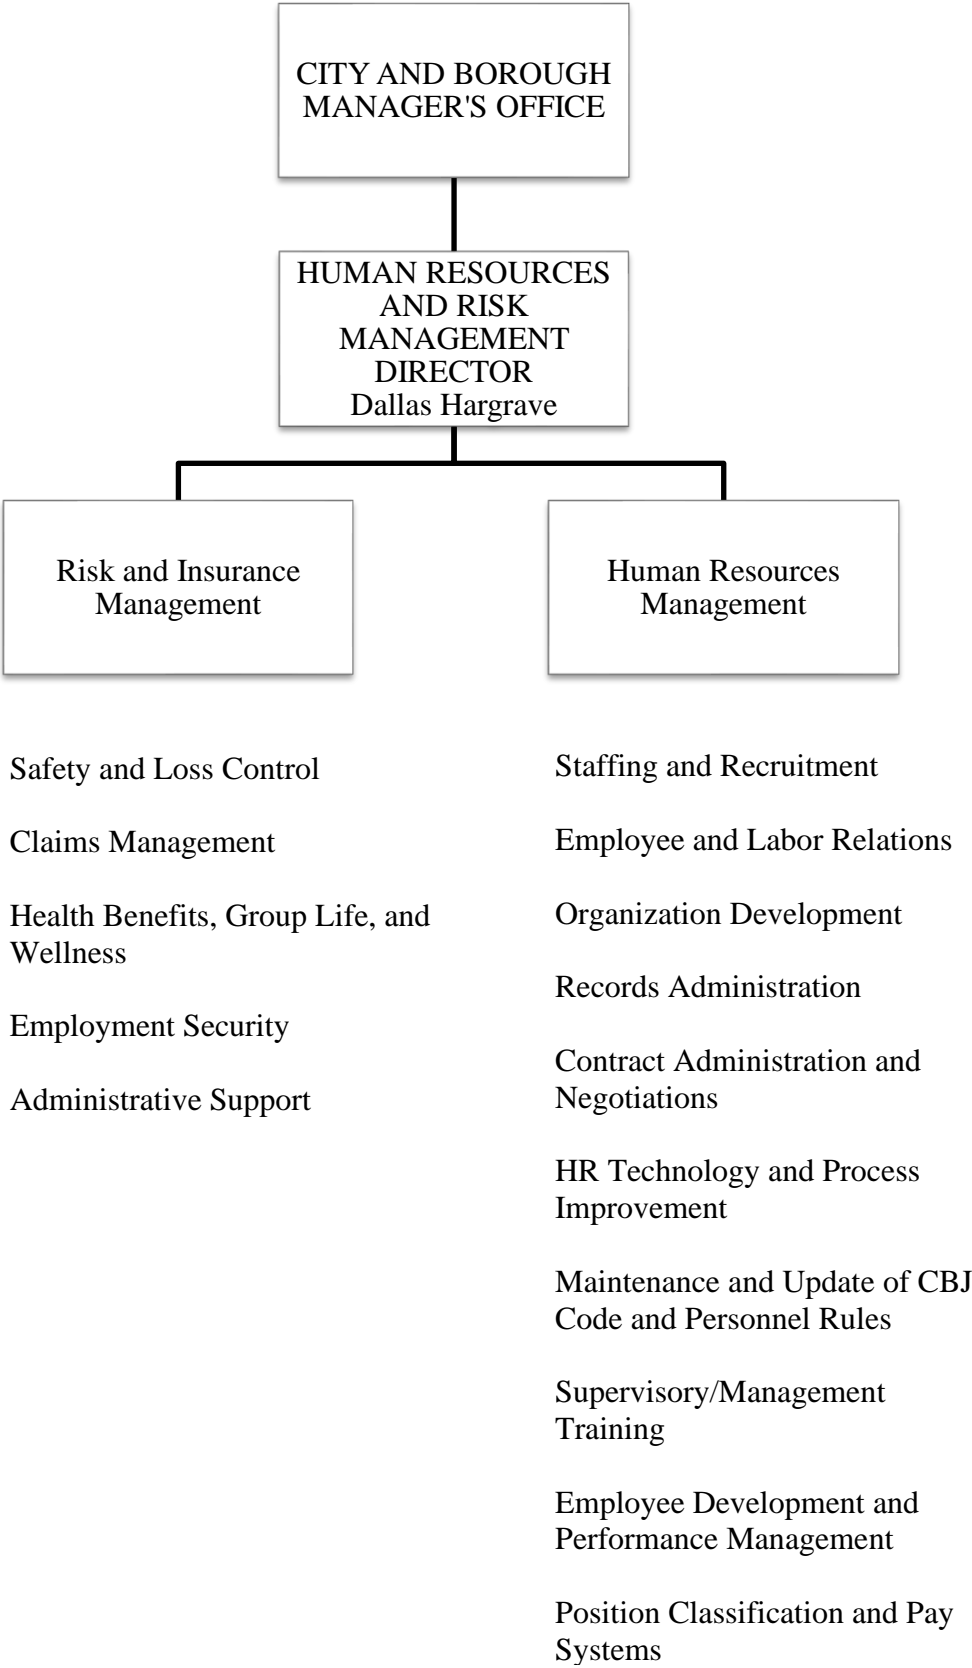 CITY AND BOROUGH
MANAGER'S OFFICE
HUMAN RESOURCES
AND RISK
MANAGEMENT
DIRECTOR
Dallas Hargrave
Risk and Insurance
Management
Human Resources
Management
Safety and Loss Control
Claims Management
Health Benefits, Group Life, and
Wellness
Employment Security
Administrative Support
Staffing and Recruitment
Employee and Labor Relations
Organization Development
Records Administration
Contract Administration and
Negotiations
HR Technology and Process
Improvement
Maintenance and Update of CBJ
Code and Personnel Rules
Supervisory/Management
Training
Employee Development and
Performance Management
Position Classification and Pay
Systems